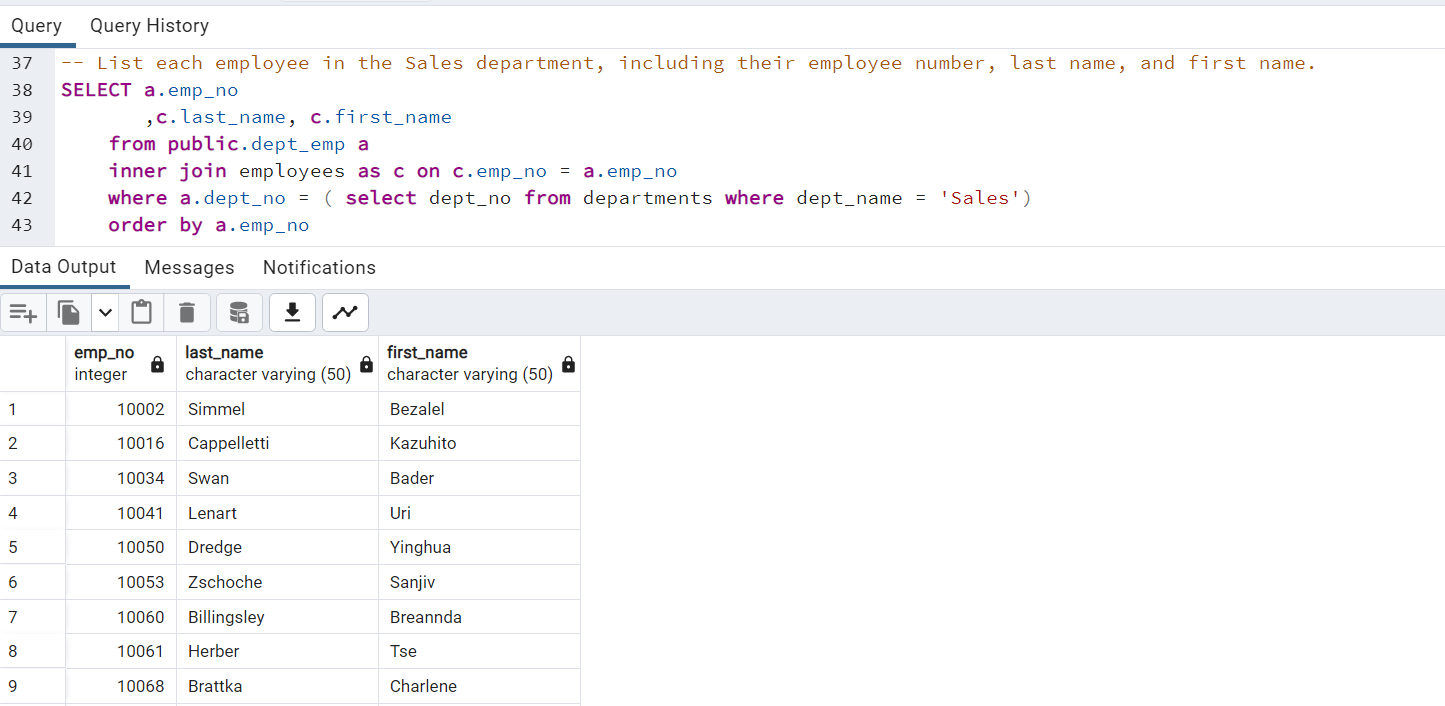 Query Query History
37 -- List each employee in the Sales department, including their employee number, last name, and first name.
38 SELECT a.emp_no
39 ,c.last_name, c.first_name
40 from public.dept_emp a
41 inner join employees as c on c.emp_no = a.emp_no
42 where a.dept_no = ( select dept_no from departments where dept_name = 'Sales')
43 order by a.emp_no
Data Output Messages Notifications
emp_no last_name first_name
integer character varying (50) character varying (50)
1 10002 Simmel Bezalel
2 10016 Cappelletti Kazuhito
3 10034 Swan Bader
4 10041 Lenart Uri
5 10050 Dredge Yinghua
6 10053 Zschoche Sanjiv
7 10060 Billingsley Breannda
8 10061 Herber Tse
9 10068 Brattka Charlene